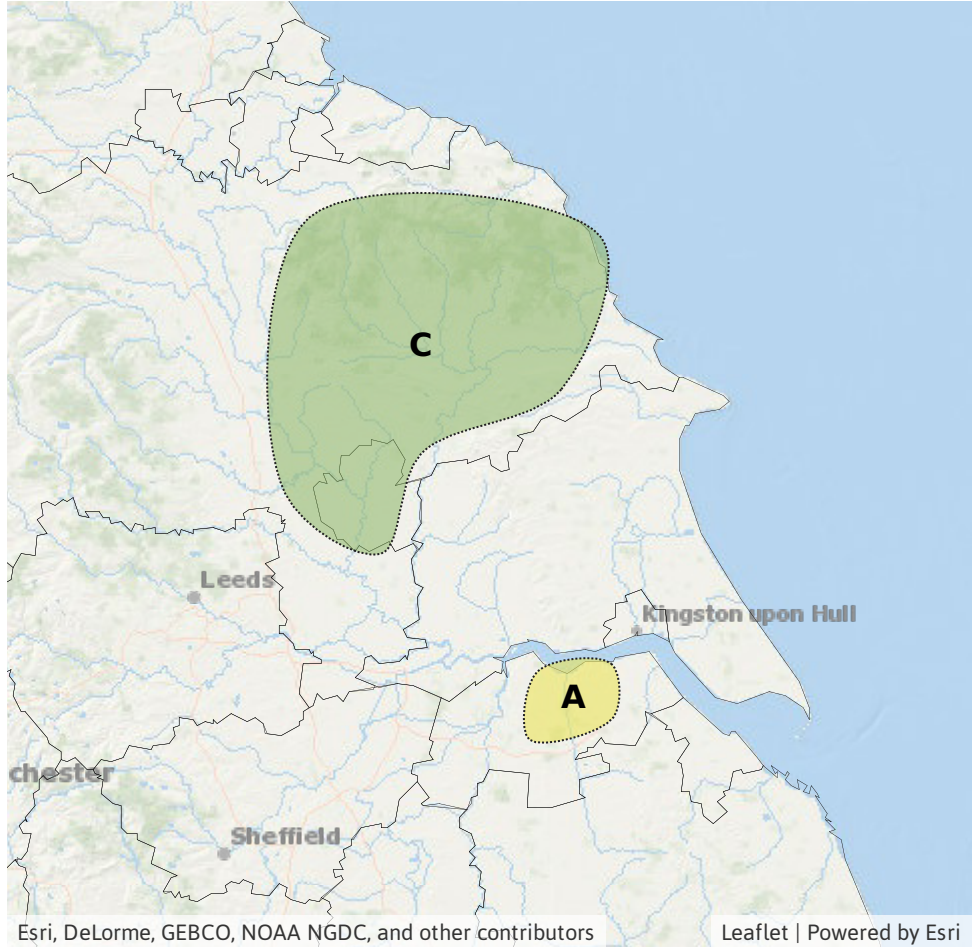 C
Leeds
Kingston upon Hull
A
chester
Sheffield
Esri, DeLorme, GEBCO, NOAA NGDC, and other contributors
Leaflet | Powered by Esri